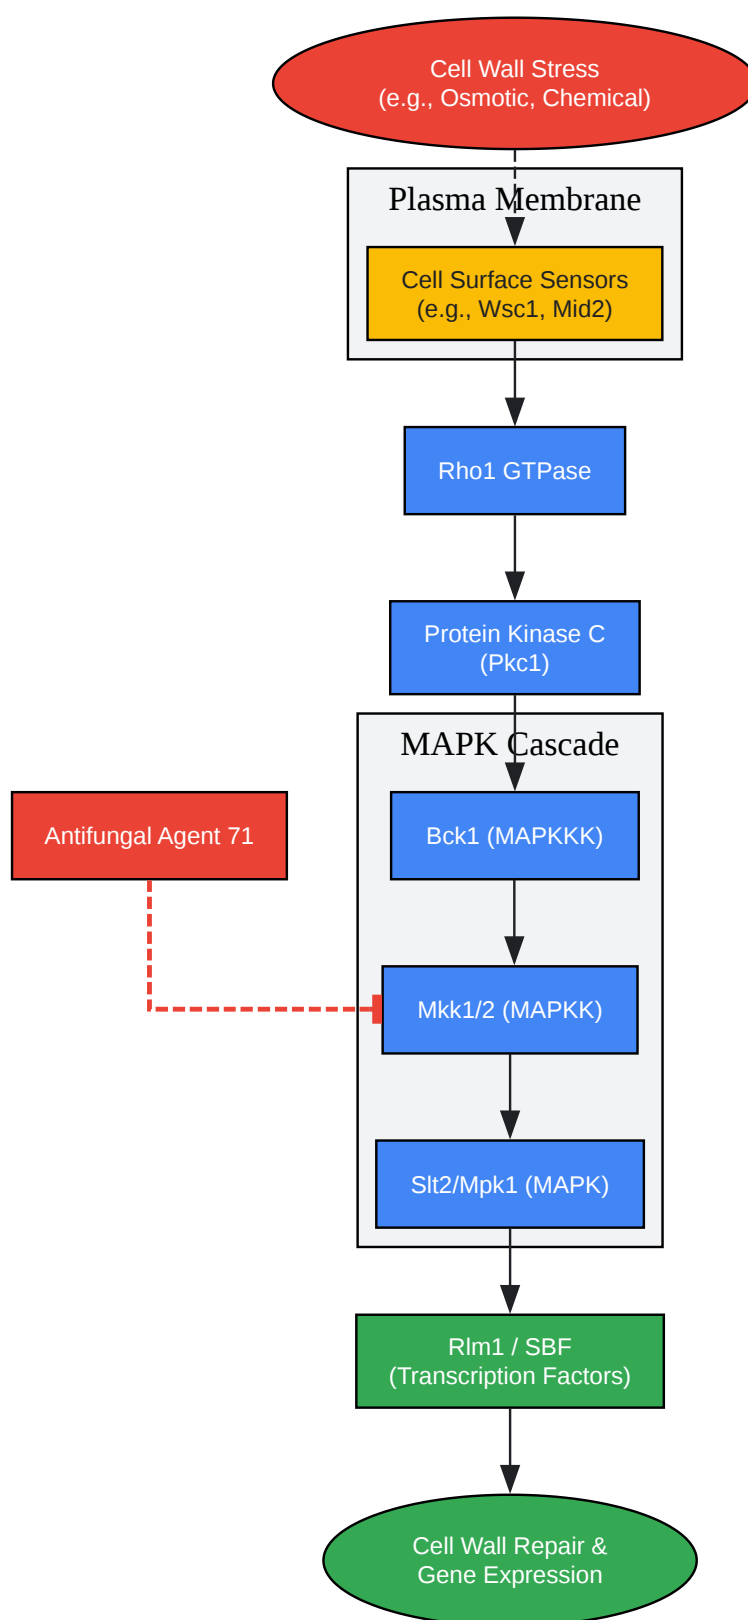 Cell Wall Stress
(e.g., Osmotic, Chemical)
Plasma Membrane
Cell Surface Sensors
(e.g., Wsc1, Mid2)
Rho1 GTPase
Protein Kinase C
(Pkc1)
MAPK Cascade
Antifungal Agent 71
Bck1 (MAPKKK)
Mkk1/2 (MAPKK)
Slt2/Mpk1 (MAPK)
Rlm1 / SBF
(Transcription Factors)
Cell Wall Repair &
Gene Expression